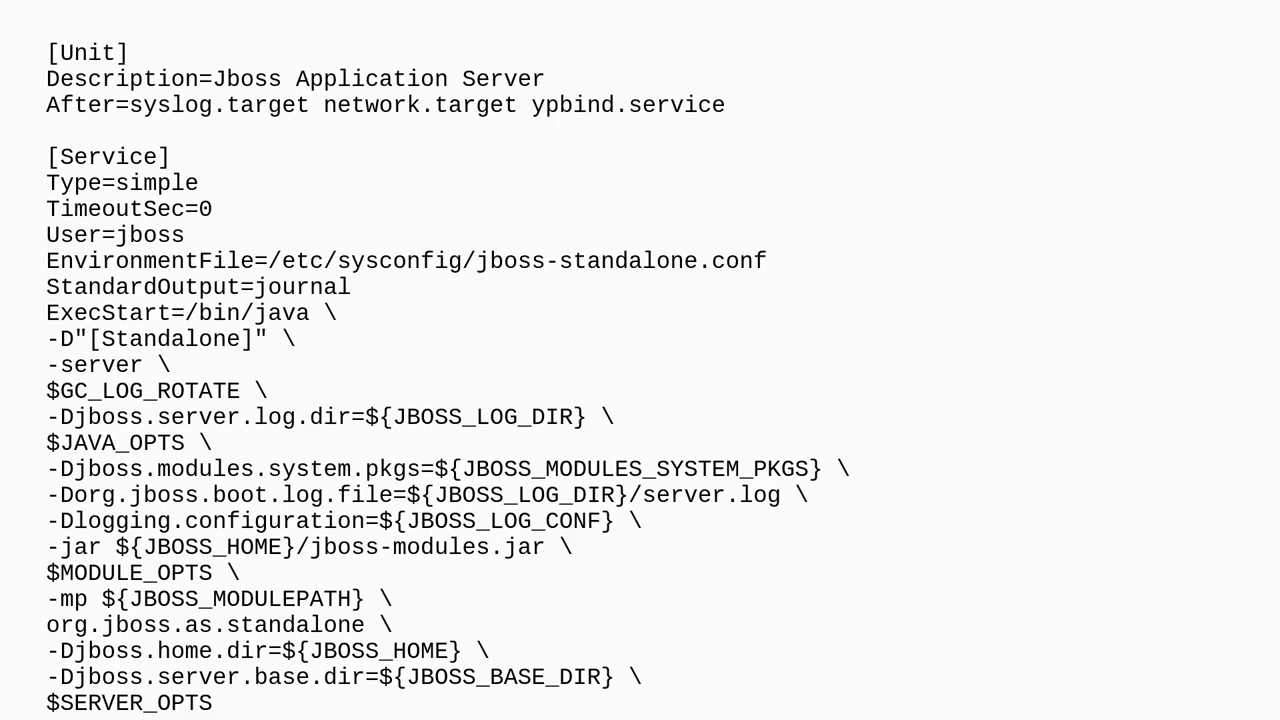 [Unit]
Description=Jboss Application Server
After=syslog.target network.target ypbind.service

[Service]
Type=simple
TimeoutSec=0
User=jboss
EnvironmentFile=/etc/sysconfig/jboss-standalone.conf
StandardOutput=journal
ExecStart=/bin/java \
-D"[Standalone]" \
-server \
$GC_LOG_ROTATE \
-Djboss.server.log.dir=${JBOSS_LOG_DIR} \
$JAVA_OPTS \
-Djboss.modules.system.pkgs=${JBOSS_MODULES_SYSTEM_PKGS} \
-Dorg.jboss.boot.log.file=${JBOSS_LOG_DIR}/server.log \
-Dlogging.configuration=${JBOSS_LOG_CONF} \
-jar ${JBOSS_HOME}/jboss-modules.jar \
$MODULE_OPTS \
-mp ${JBOSS_MODULEPATH} \
org.jboss.as.standalone \
-Djboss.home.dir=${JBOSS_HOME} \
-Djboss.server.base.dir=${JBOSS_BASE_DIR} \
$SERVER_OPTS